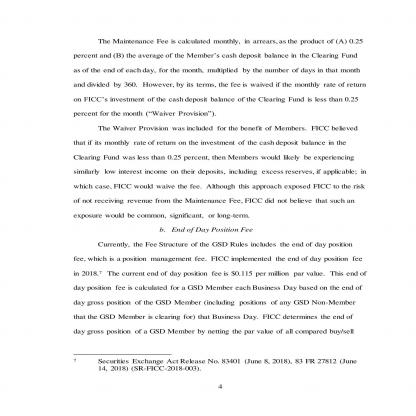 The Maintenance Fee is calculated monthly, in arrears, as the product of (A) 0.25
percent and (B) the average of the Member's cash deposit balance in the Clearing Fund
as of the end of each day, for the month, multiplied by the number of days in that month
and divided by 360. However, by its terms, the fee is waived if the monthly rate of return
on FICC's investment of the cash deposit balance of the Clearing Fund is less than 0.25
percent for the month ("Waiver Provision").
The Waiver Provision was included for the benefit of Members. FICC believed
that if its monthly rate of return on the investment of the cash deposit balance in the
Clearing Fund was less than 0.25 percent, then Members would likely be experiencing
similarly low interest income on their deposits, including excess reserves, if applicable; in
which case, FICC would waive the fee. Although this approach exposed FICC to the risk
of not receiving revenue from the Maintenance Fee, FICC did not believe that such an
exposure would be common, significant, or long-term.
b. End of Day Position Fee
Currently, the Fee Structure of the GSD Rules includes the end of day position
fee, which is a position management fee. FICC implemented the end of day position fee
in 2018.7 The current end of day position fee is $0.115 per million par value. This end of
day position fee is calculated for a GSD Member each Business Day based on the end of
day gross position of the GSD Member (including positions of any GSD Non-Member
that the GSD Member is clearing for) that Business Day. FICC determines the end of
day gross position of a GSD Member by netting the par value of all compared buy/sell
7 Securities Exchange Act Release No. 83401 (June 8, 2018), 83 FR 27812 (June
14, 2018) (SR-FICC-2018-003).
4